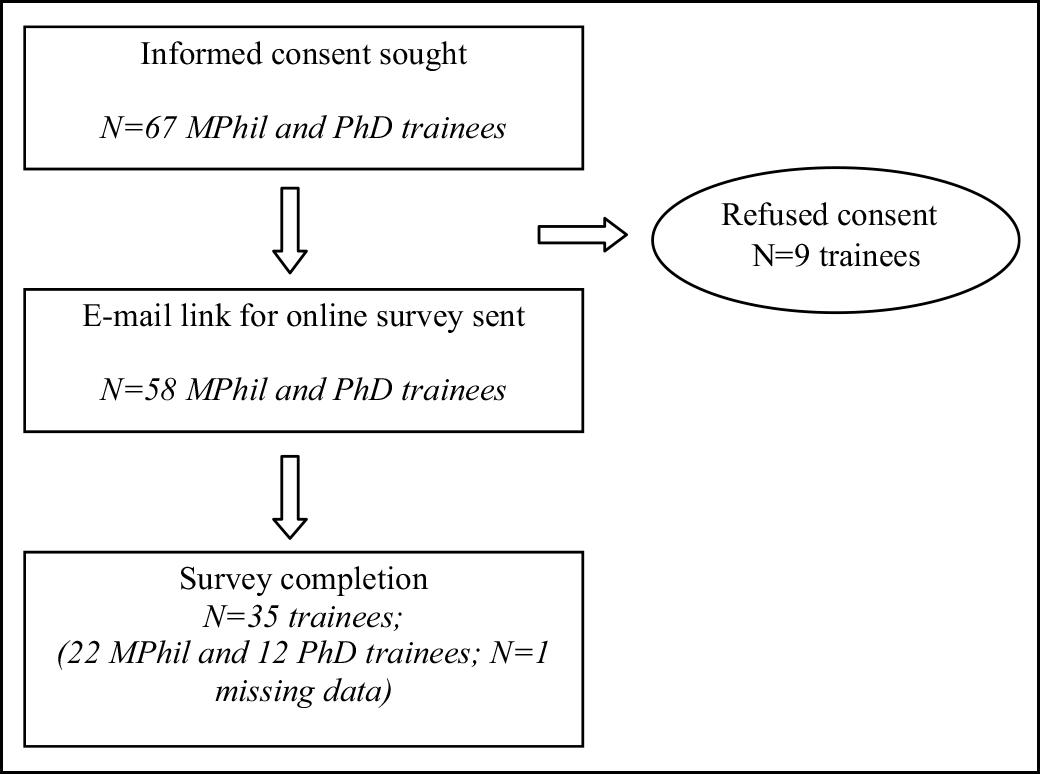 Informed consent sought
N=67 MPhil and PhD trainees
Refused consent
N=9 trainees
E-mail link for online survey sent
N=58 MPhil and PhD trainees
Survey completion
N=35 trainees;
(22 MPhil and 12 PhD trainees; N=1
missing data)